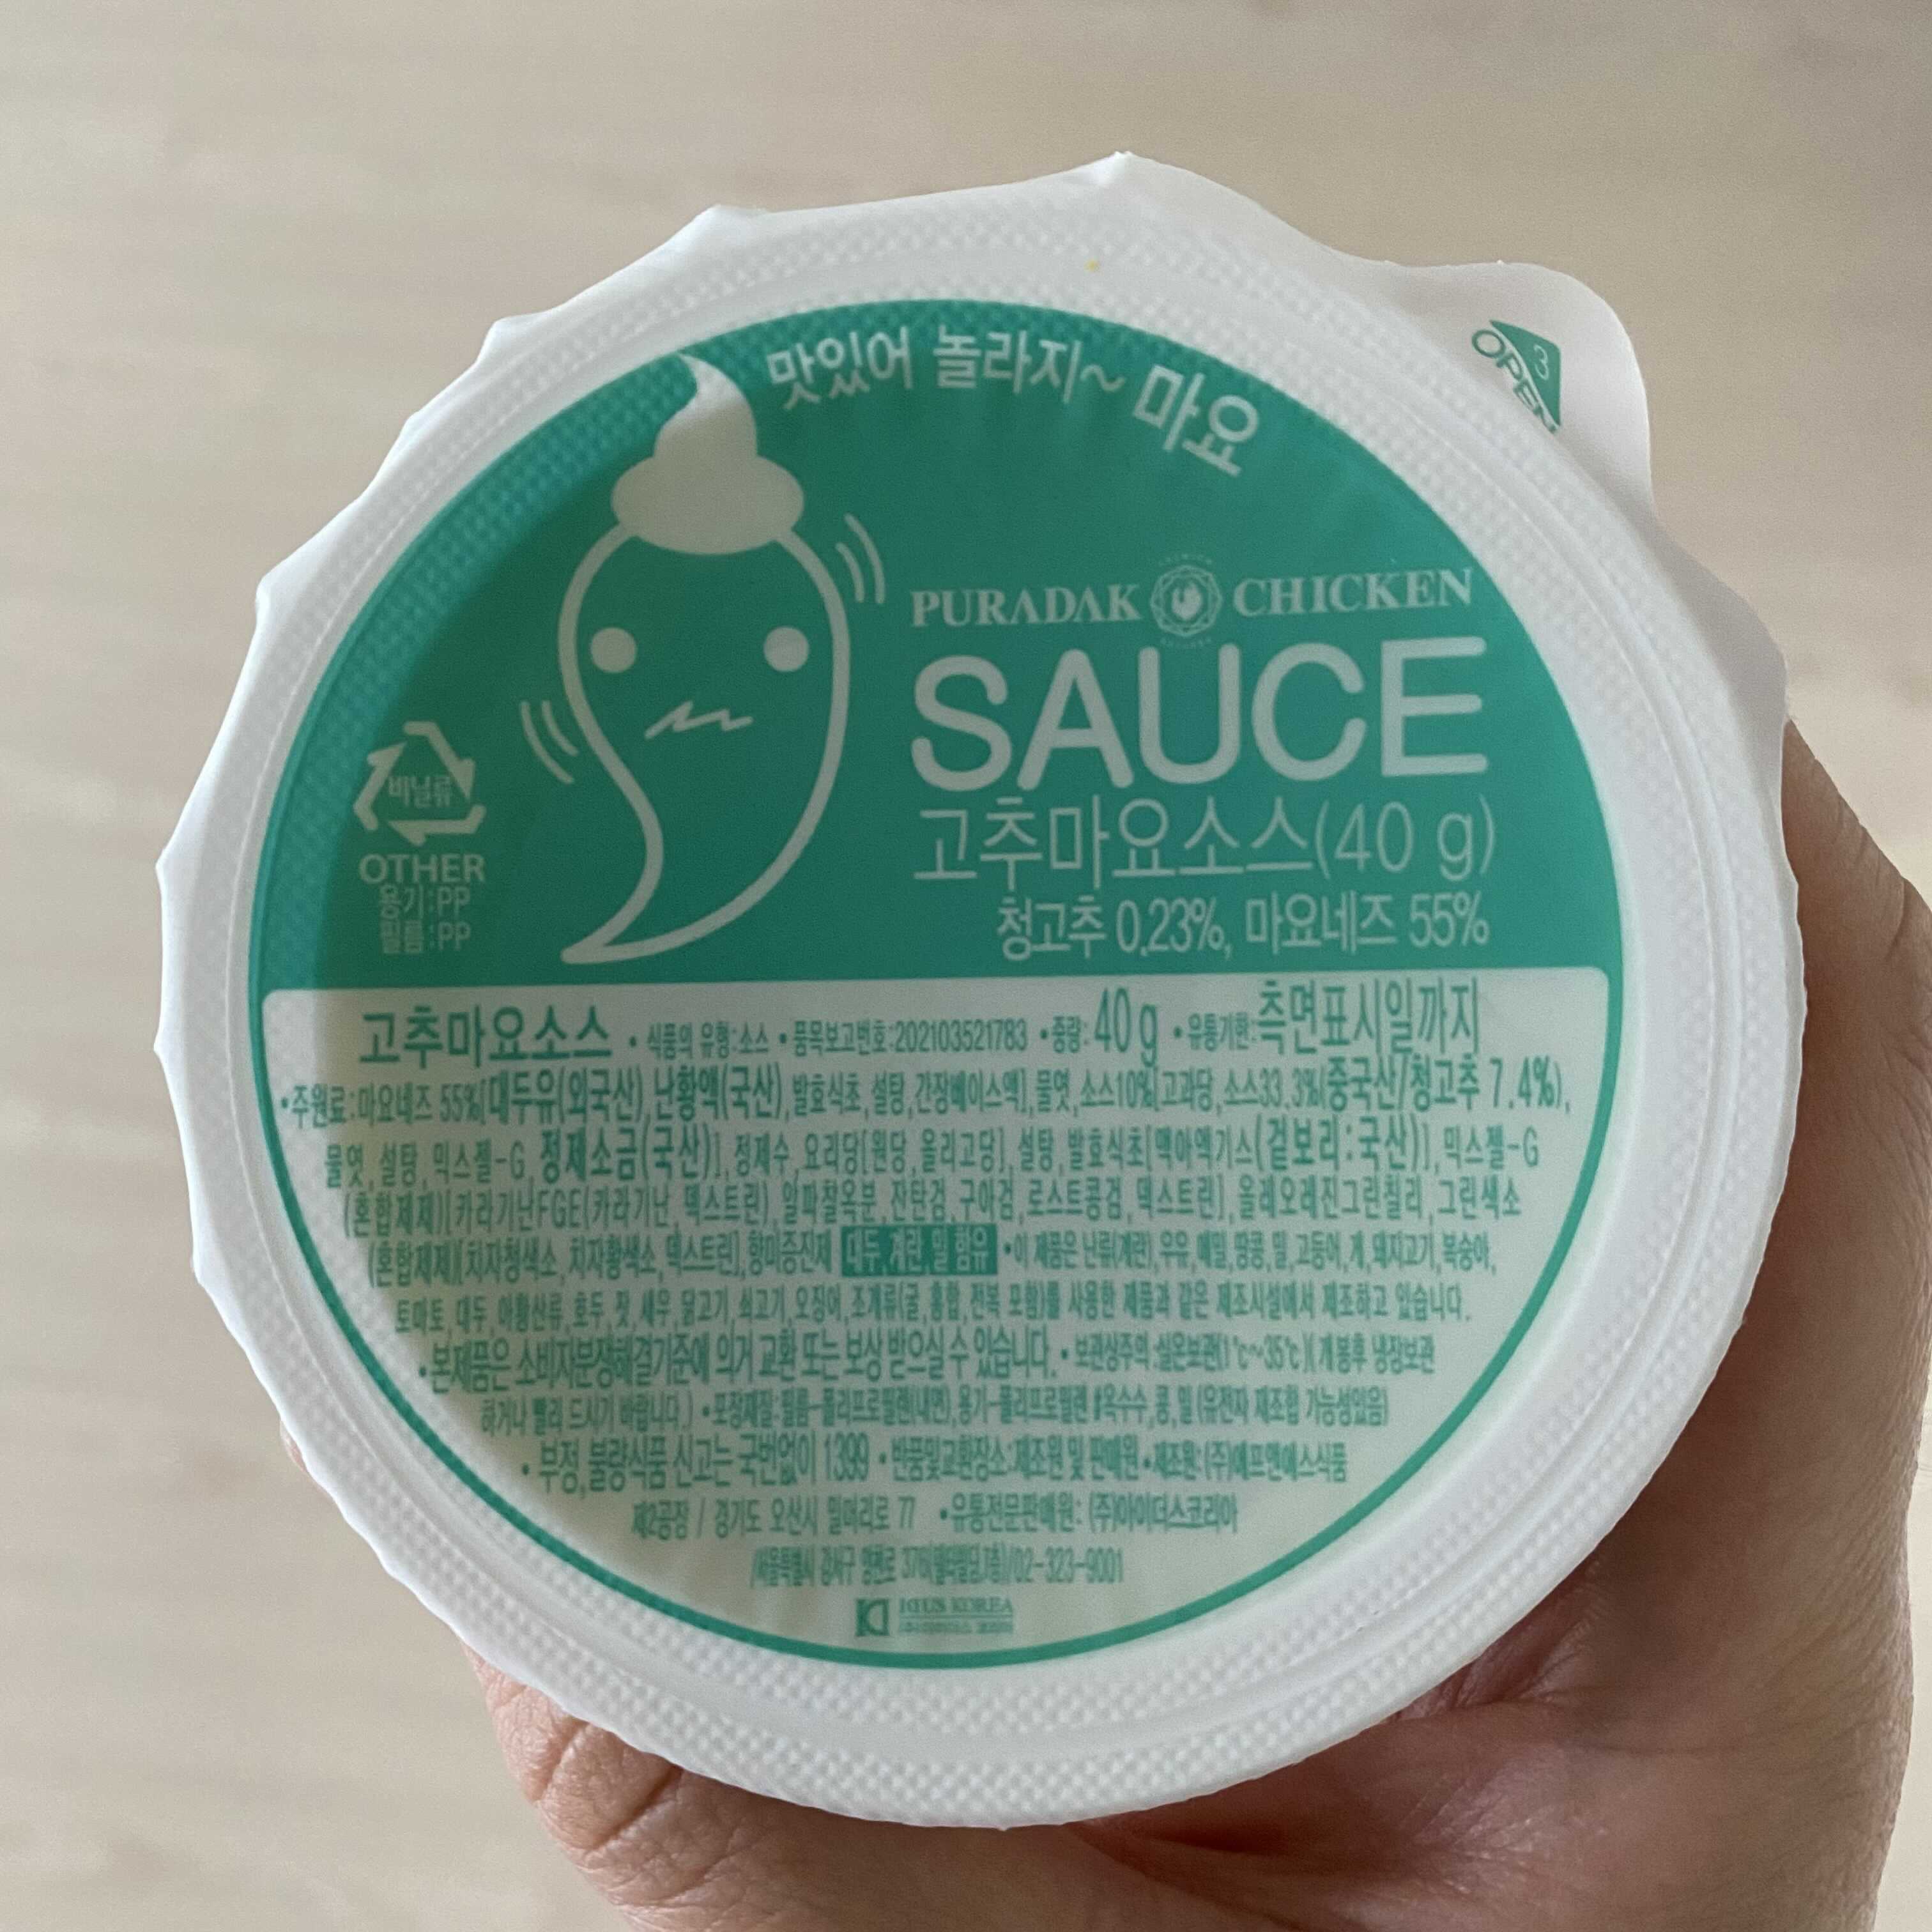 맛있어 놀라지~ 마요
OPEN
PURADAK CHICKEN
SAUCE
고추마요소스(40 g)
청고추 0.23%, 마요네즈 55%
비닐류
OTHER
용기:PP
필름:PP
고추마요소스 •식품의 유형:소스 •품목보고번호:202103521783 •중량:40g •유통기한:측면표시일까지
•주원료:마요네즈 55%[대두유(외국산),난황액(국산),발효식초,설탕,간장베이스액],물엿,소스10%[고과당,소스33.3%(중국산/청고추 7.4%),
물엿,설탕,믹스젤-G,정제소금(국산)],정제수,요리당[원당,올리고당],설탕,발효식초[맥아엑기스(겉보리:국산)],믹스젤-G
(혼합제제)[카라기난FGE(카라기난,덱스트린),알파찰옥분,잔탄검,구아검,로스트콩검,덱스트린],올레오레진그린칠리,그린색소
(혼합제제)[치자청색소,치자황색소,덱스트린],향미증진제 대두,계란,밀 함유 •이 제품은 난류(계란),우유,메밀,땅콩,밀,고등어,게,돼지고기,복숭아,
토마토,대두,아황산류,호두,잣,새우,닭고기,쇠고기,오징어,조개류(굴,홍합,전복 포함)를 사용한 제품과 같은 제조시설에서 제조하고 있습니다.
•본제품은 소비자분쟁해결기준에 의거 교환 또는 보상 받으실 수 있습니다. •보관상주의:실온보관(1℃~35℃)(개봉후 냉장보관
하거나 빨리 드시기 바랍니다.) •포장재질:필름-폴리프로필렌(내면),용기-폴리프로필렌 #옥수수,콩,밀(유전자 재조합 가능성있음)
•부정,불량식품 신고는 국번없이 1399 •반품및교환장소:제조원 및 판매원 •제조원:(주)에프앤에스식품
제2공장 / 경기도 오산시 밀머리로 77 •유통전문판매원: (주)아이더스코리아
/서울특별시 강서구 양천로 376 /02-323-9001
IDUS KOREA
(주)아이더스 코리아